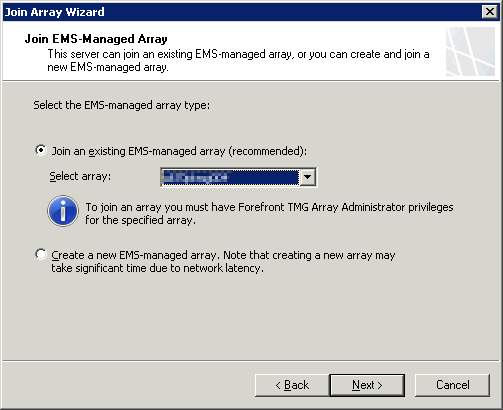 Join Array Wizard
Join EMS-Managed Array
This server can join an existing EMS-managed array, or you can create and join a
new EMS-managed array.
Select the EMS-managed array type:
Join an existing EMS-managed array (recommended):
Select array:
To join an array you must have Forefront TMG Array Administrator privileges
for the specified array.
Create a new EMS-managed array. Note that creating a new array may
take significant time due to network latency.
< Back
Next >
Cancel